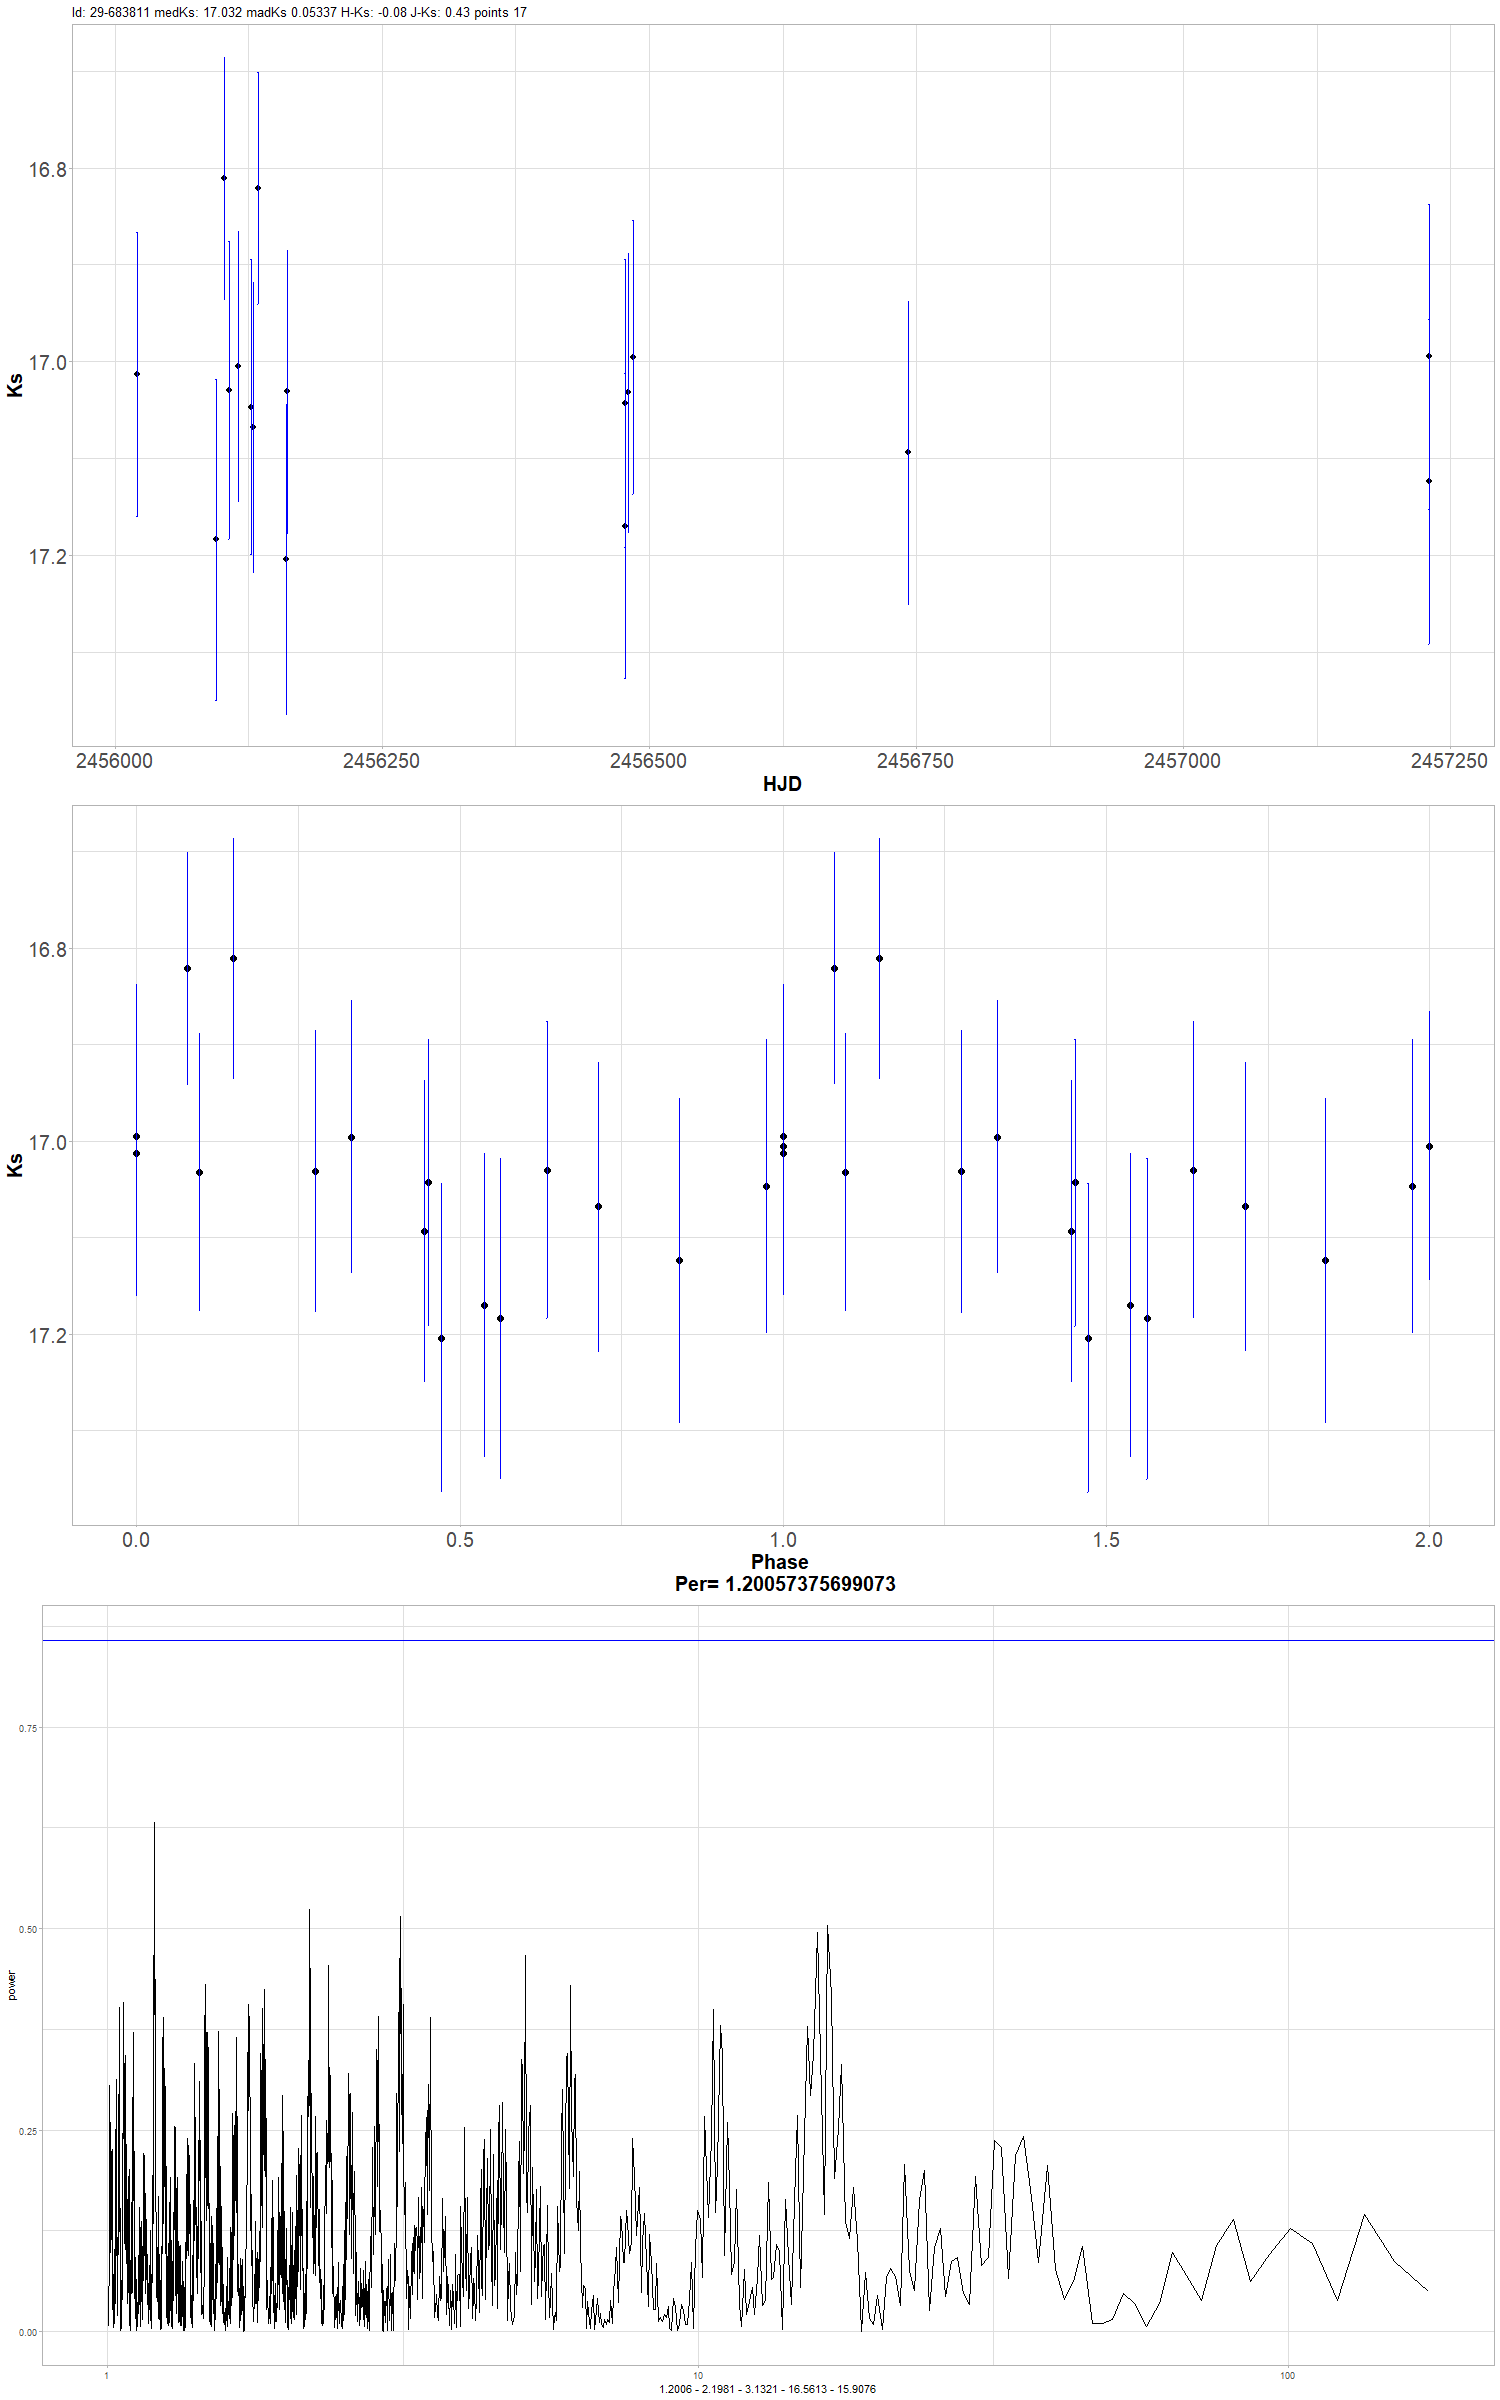 Id: 29-683811 medKs: 17.032 madKs 0.05337 H-Ks: -0.08 J-Ks: 0.43 points 17
16.8
17.0
17.2
Ks
2456000 2456250 2456500 2456750 2457000 2457250
HJD
16.8
17.0
17.2
Ks
0.0 0.5 1.0 1.5 2.0
Phase
Per= 1.20057375699073
0.75
0.50
0.25
0.00
power
1 10 100
1.2006 - 2.1981 - 3.1321 - 16.5613 - 15.9076